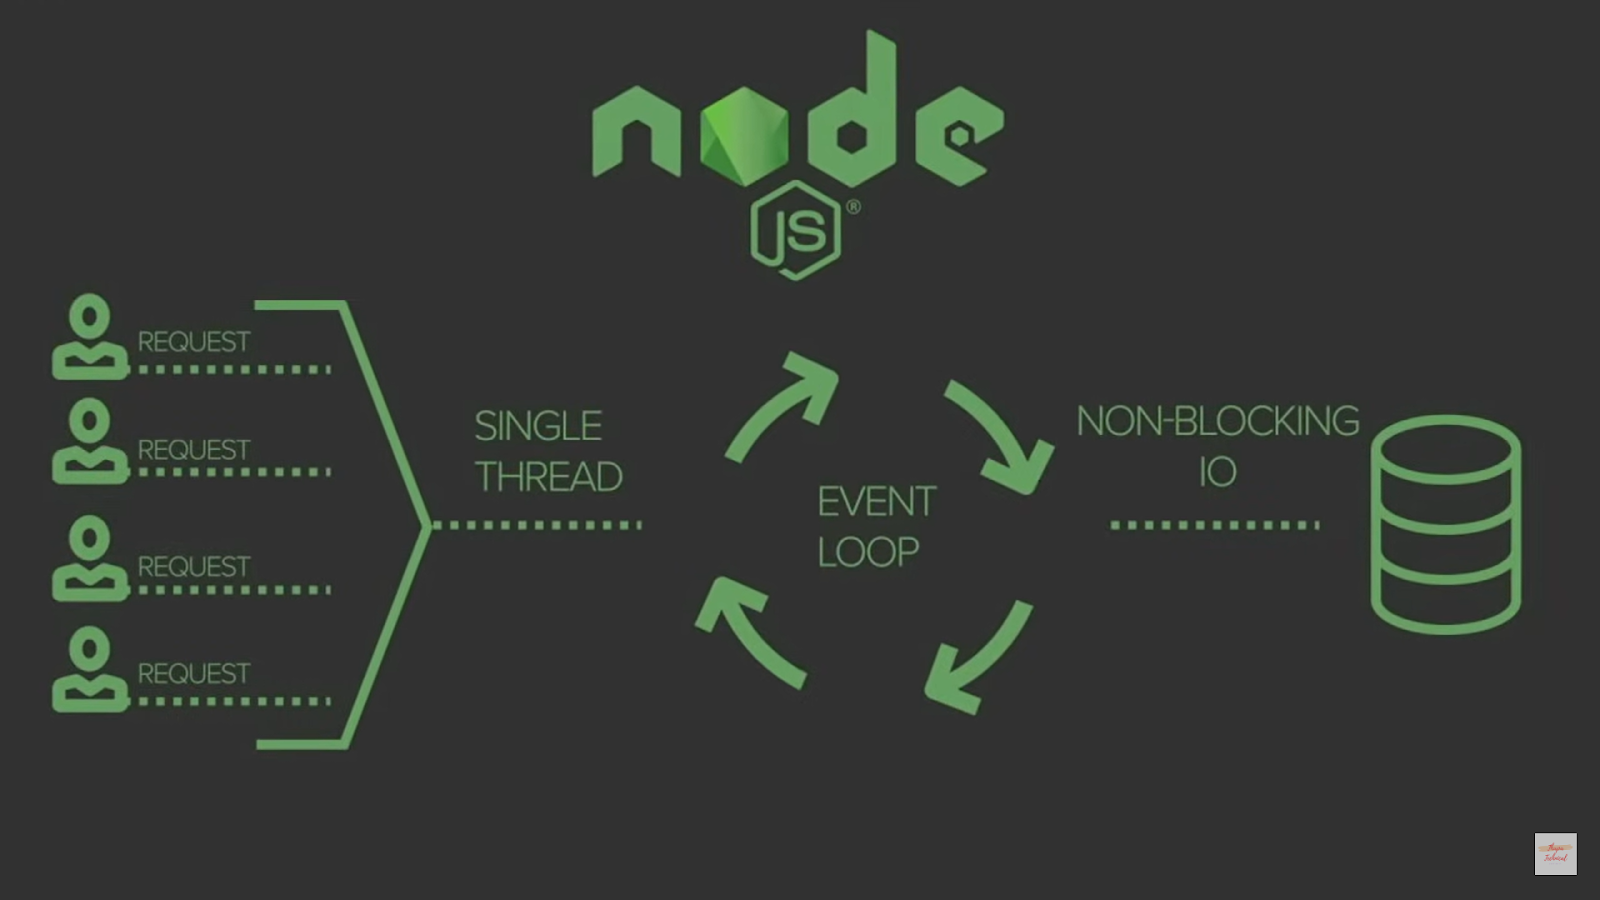 node
JS®
REQUEST
REQUEST
REQUEST
REQUEST
SINGLE
THREAD
EVENT
LOOP
NON-BLOCKING
IO